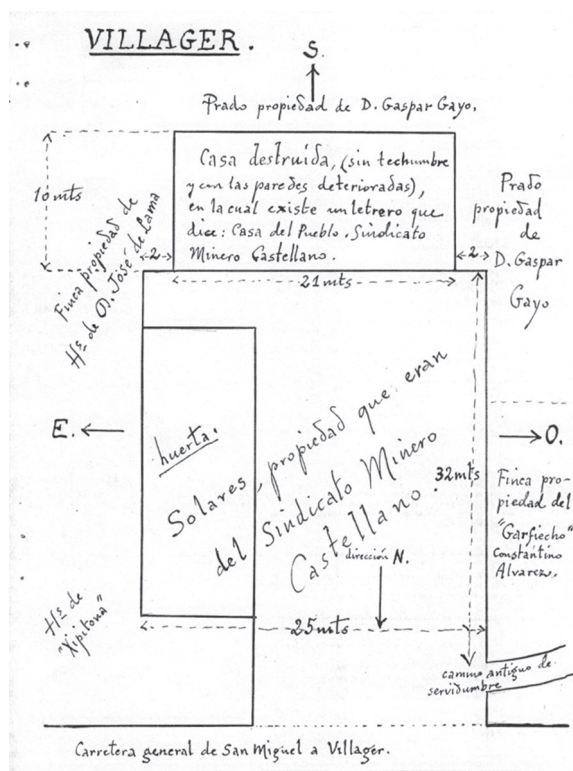 VILLAGER.
S.
Prado propiedad de D. Gaspar Gayo.
10 mts
Casa destruída, (sin techumbre
y con las paredes deterioradas),
en la cual existe un letrero que
dice: Casa del Pueblo. Sindicato
Minero Castellano.
Finca propiedad de
Hs. de D. José de Lama
Prado
propiedad
de
D. Gaspar
Gayo
2
2
21 mts
E.
huerta.
Solares, propiedad que eran
del Sindicato Minero
Castellano.
32 mts
O.
Finca pro-
piedad del
"Garfiecho"
Constantino
Alvarez.
dirección N.
Hs. de
"Xipitona"
25 mts
camino antiguo de
servidumbre
Carretera general de San Miguel a Villager.